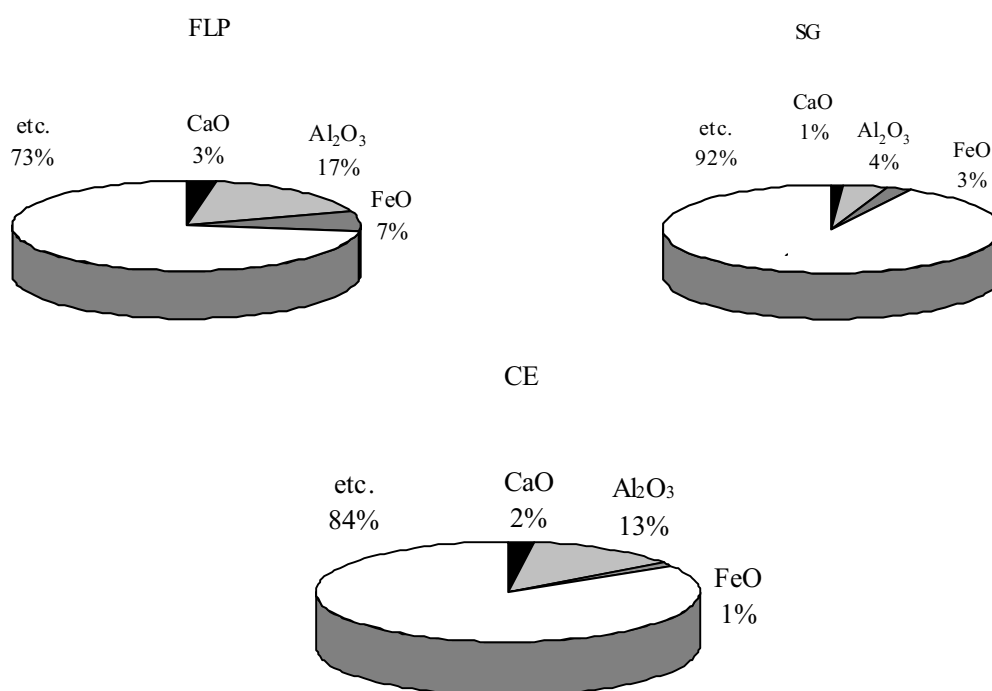 FLP
etc.
73%
CaO
3%
Al₂O₃
17%
FeO
7%
SG
etc.
92%
CaO
1%
Al₂O₃
4%
FeO
3%
CE
etc.
84%
CaO
2%
Al₂O₃
13%
FeO
1%